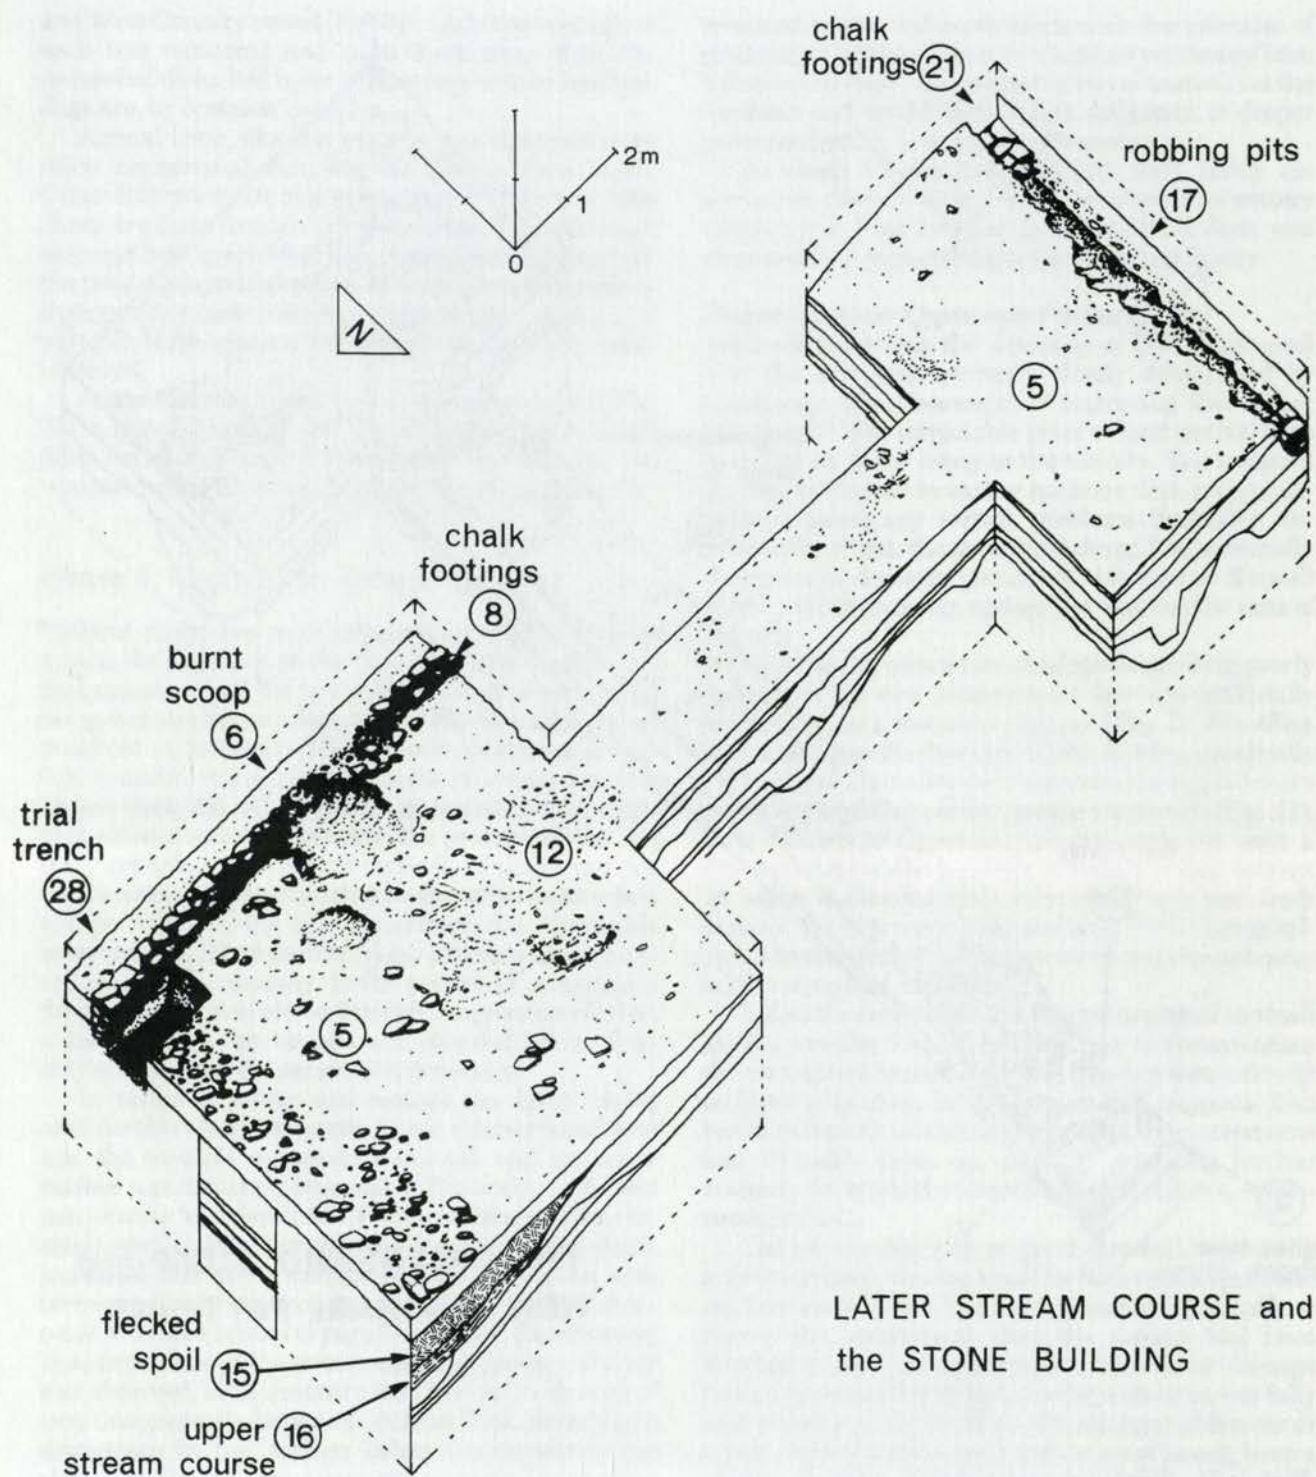 chalk
footings 21
2m
1
0
N
robbing pits
17
5
chalk
footings
8
burnt
scoop
6
trial
trench
28
12
5
flecked
spoil
15
upper 16
stream course
LATER STREAM COURSE and
the STONE BUILDING